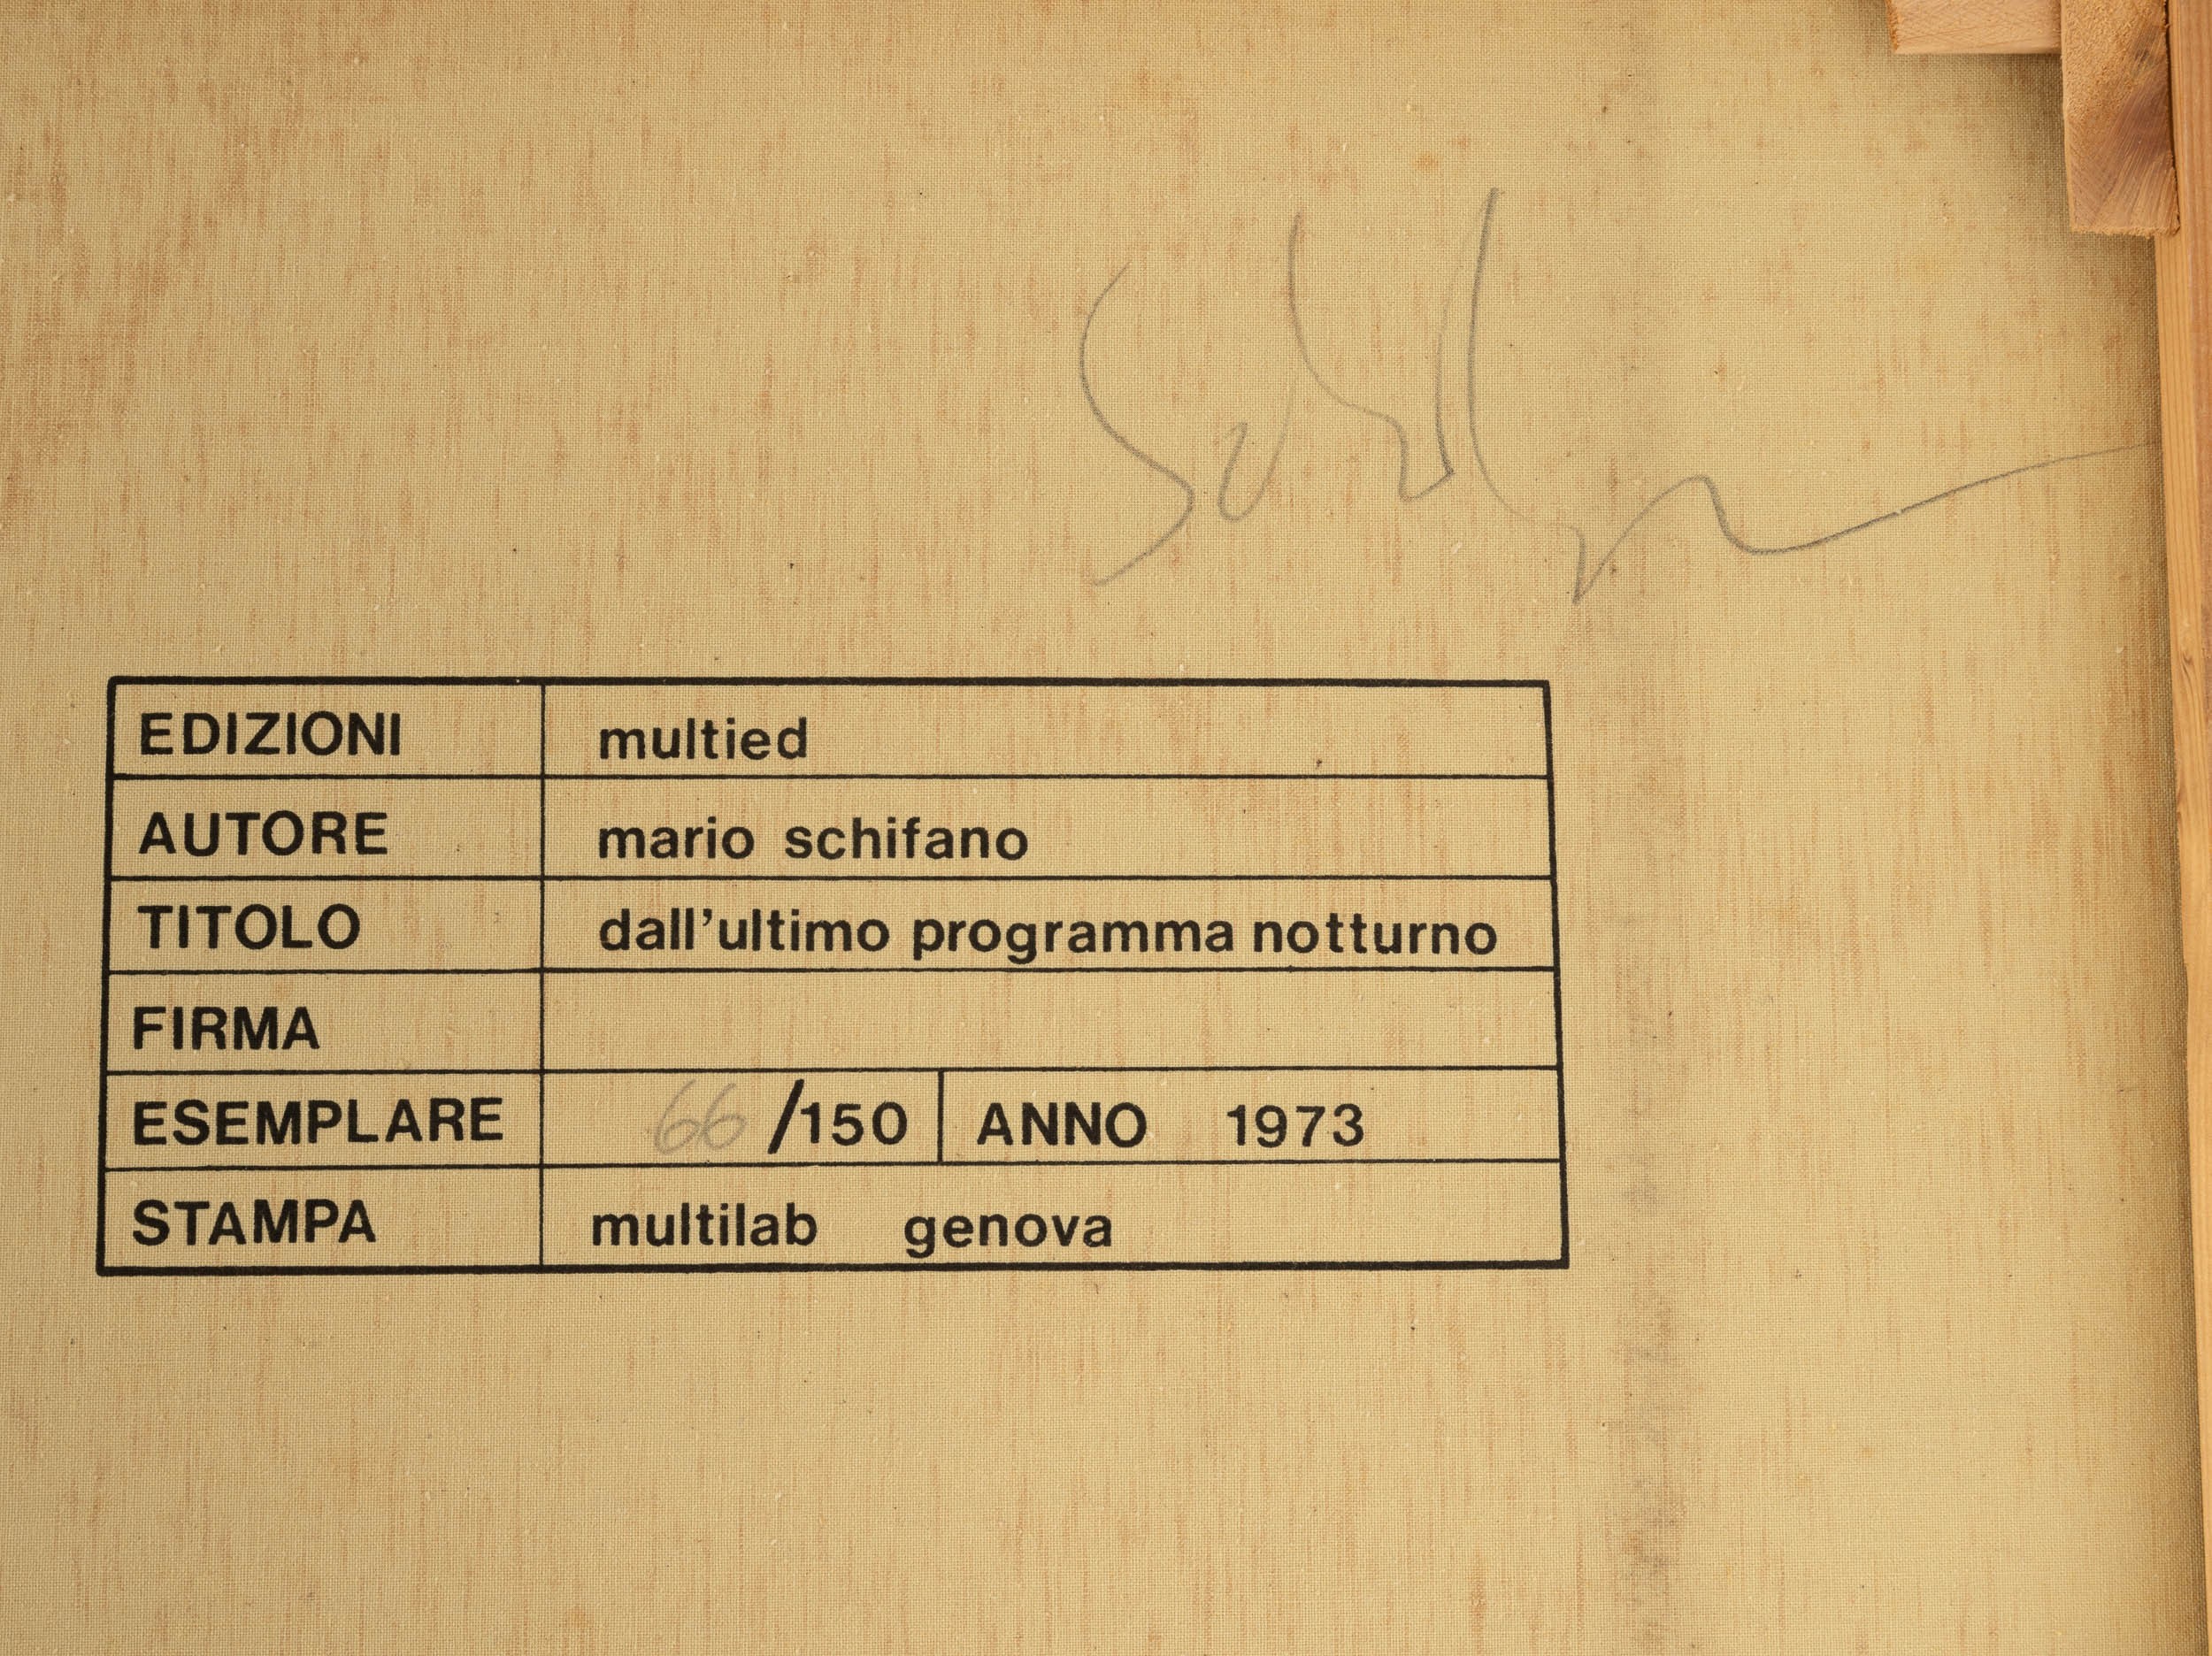 Schifano
EDIZIONI multied
AUTORE mario schifano
TITOLO dall'ultimo programma notturno
FIRMA
ESEMPLARE 66 /150 ANNO 1973
STAMPA multilab genova